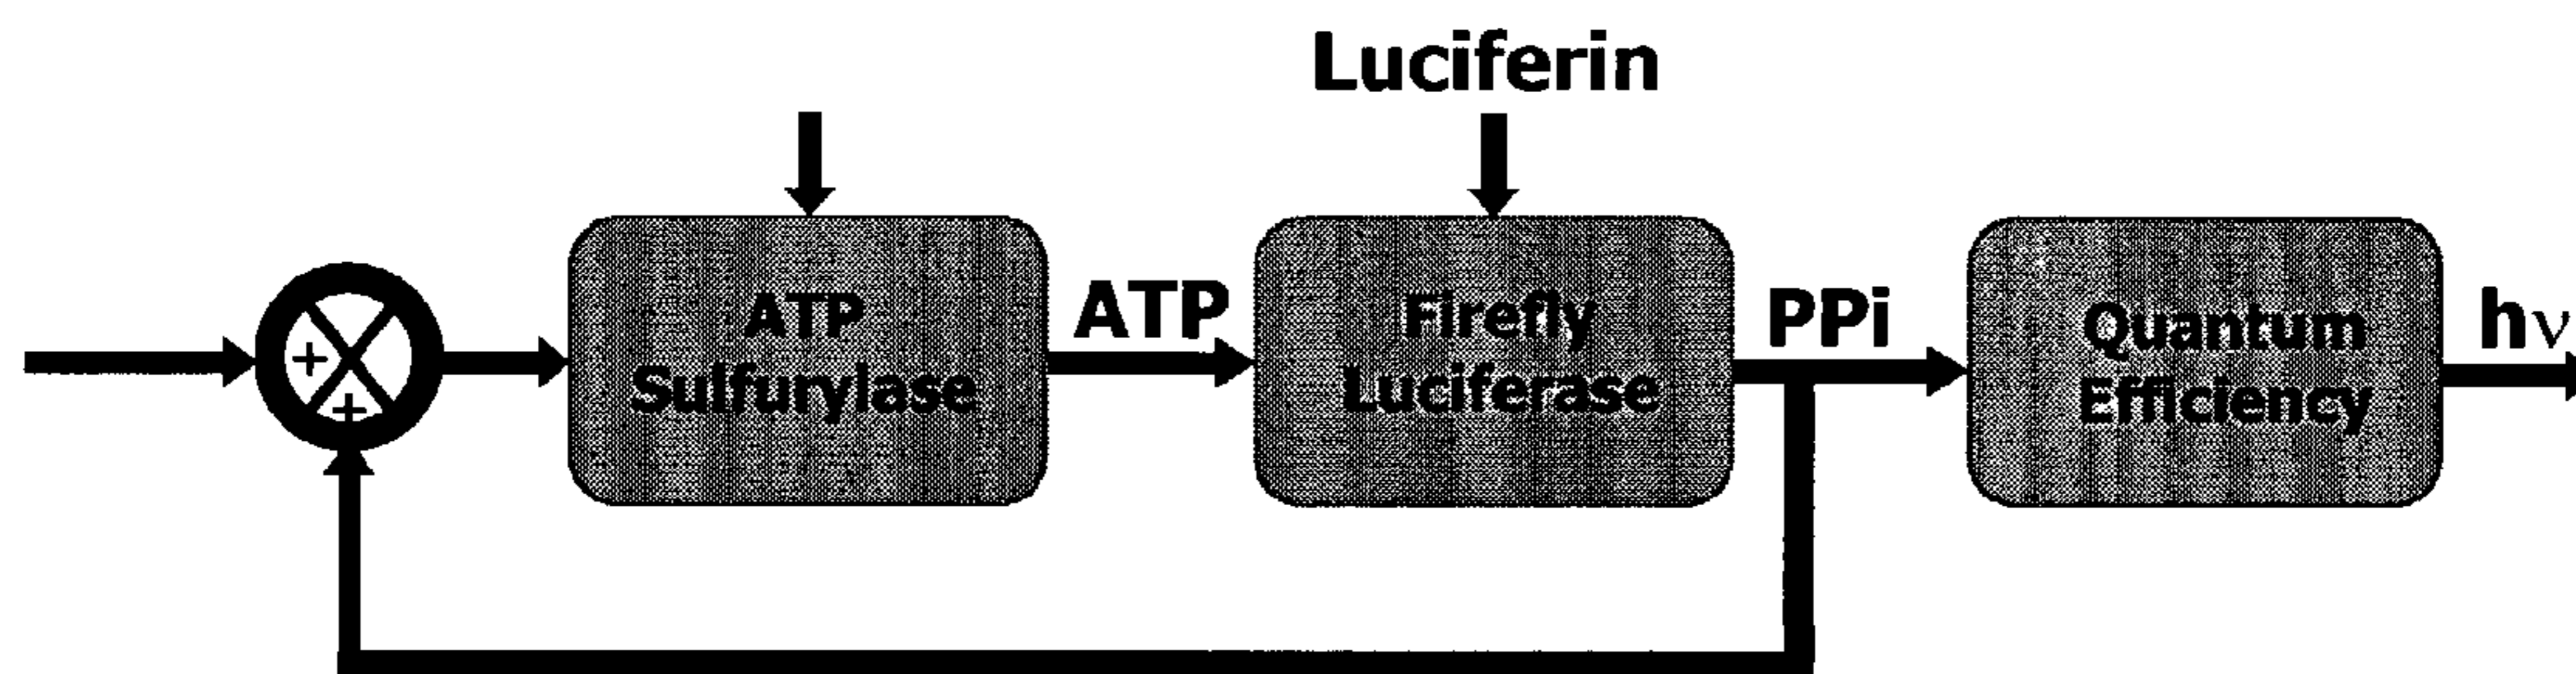 Luciferin
ATP
Sulfurylase
ATP
Firefly
Luciferase
PPi
Quantum
Efficiency
hν
+
+